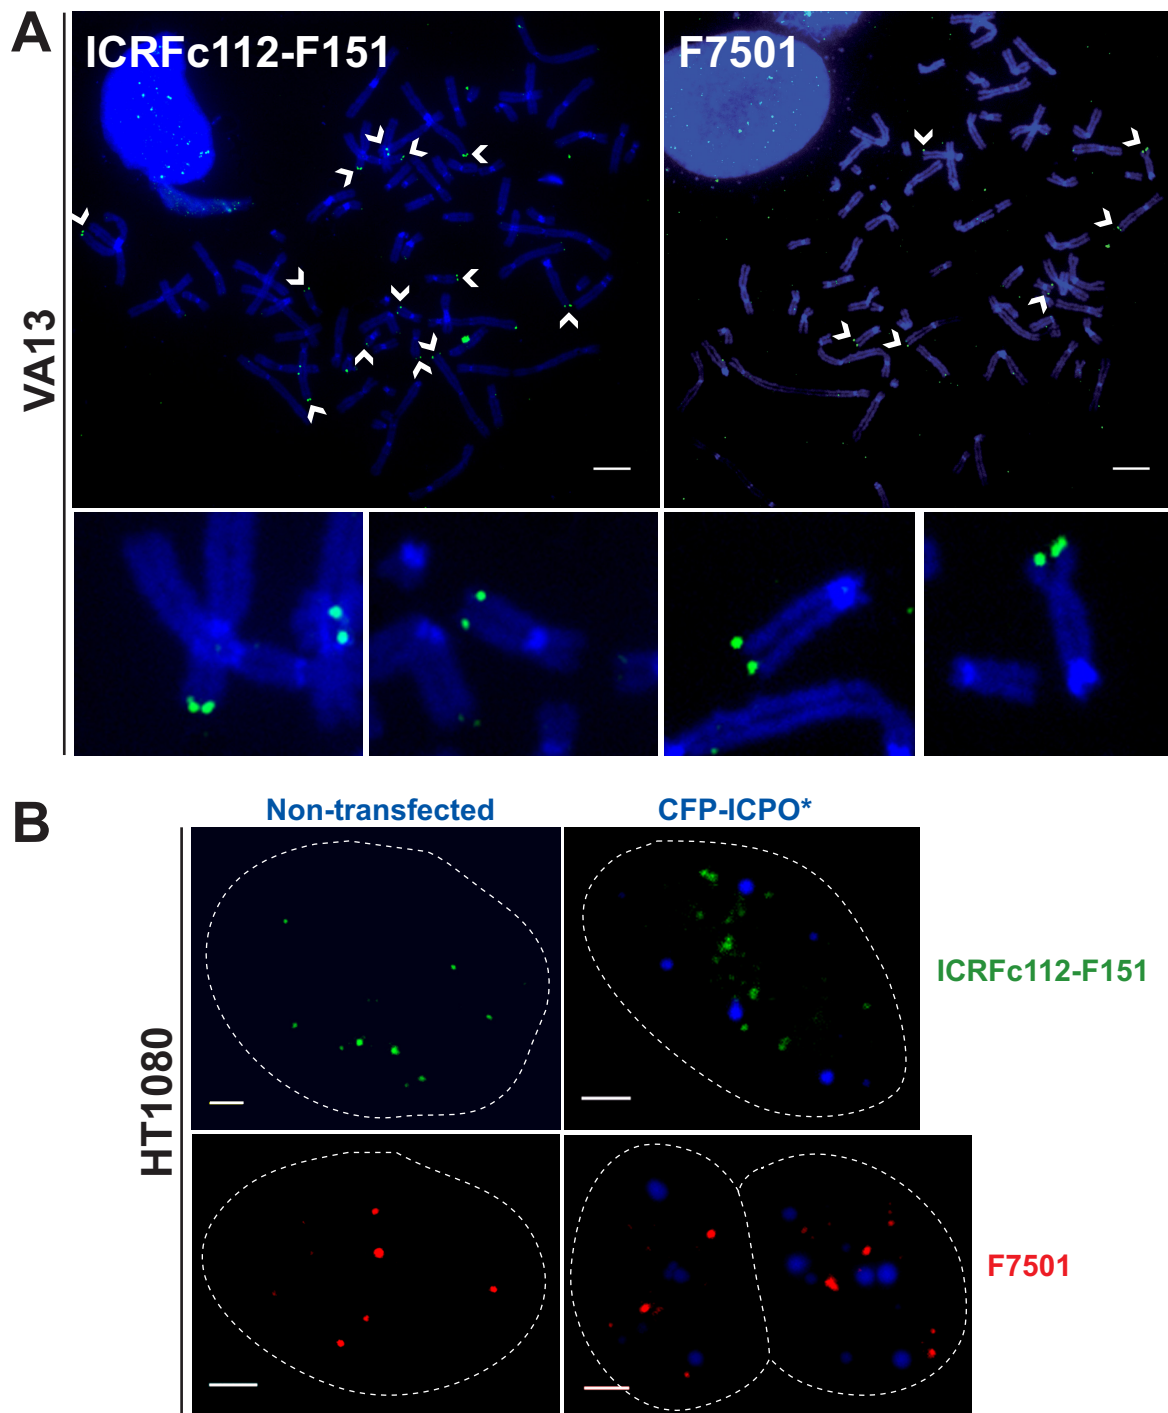 A
ICRFc112-F151
F7501
VA13
B
Non-transfected
CFP-ICPO*
HT1080
ICRFc112-F151
F7501